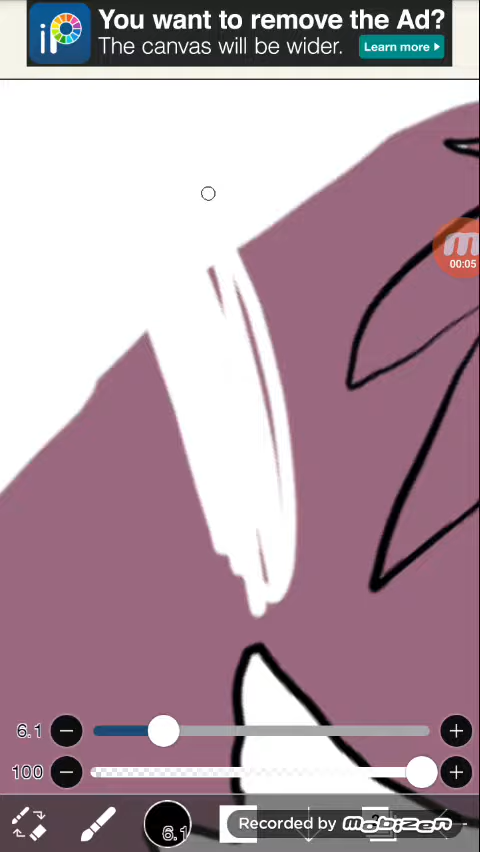 You want to remove the Ad?
The canvas will be wider.
Learn more
00:05
6.1
100
6.1
Recorded by mobizen